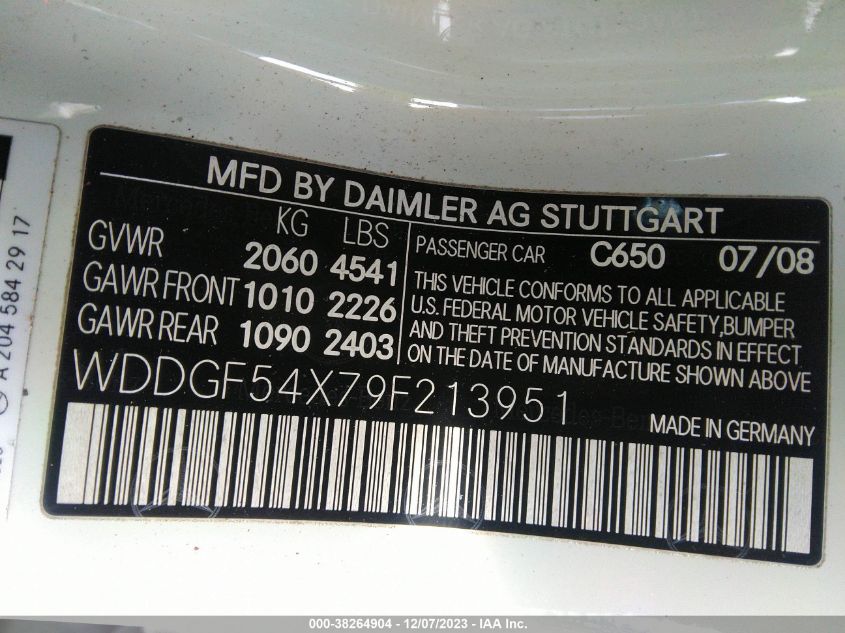 MFD BY DAIMLER AG STUTTGART
KG LBS
GVWR 2060 4541
GAWR FRONT 1010 2226
GAWR REAR 1090 2403
PASSENGER CAR C650 07/08
THIS VEHICLE CONFORMS TO ALL APPLICABLE
U.S. FEDERAL MOTOR VEHICLE SAFETY,BUMPER
AND THEFT PREVENTION STANDARDS IN EFFECT
ON THE DATE OF MANUFACTURE SHOWN ABOVE
WDDGF54X79F213951
MADE IN GERMANY
A 204 584 29 17
000-38264904 - 12/07/2023 - IAA Inc.